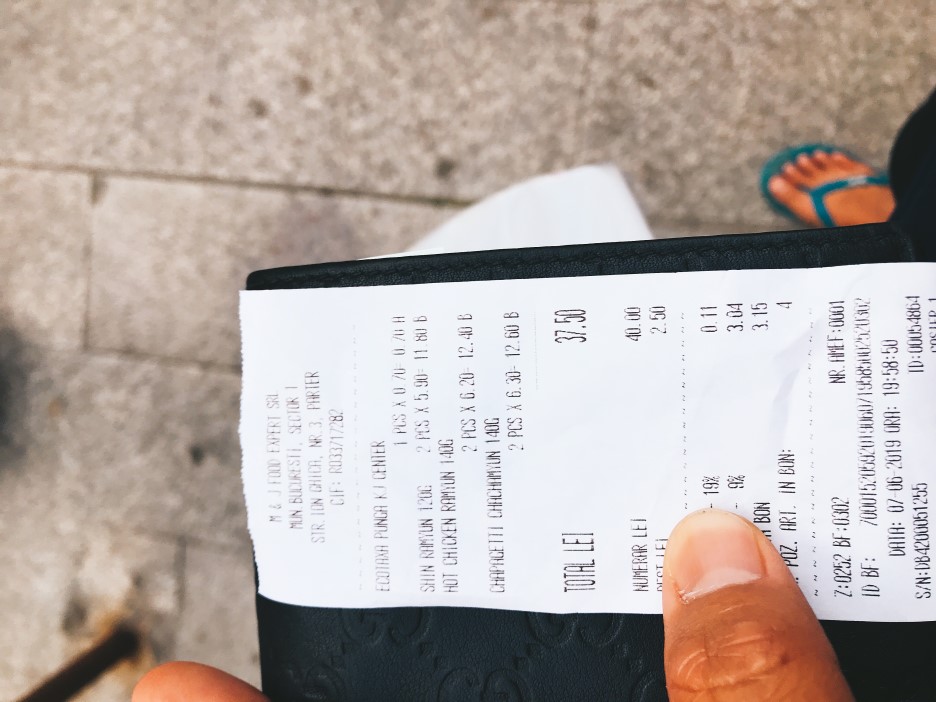 M & J FOOD EXPERT SRL
MUN.BUCURESTI, SECTOR 1
STR.ION GHICA, NR.3, PARTER
CIF: RO33717282
ECOTAXA PUNGA KJ CENTER
1 PCS X 0.70= 0.70 A
SHIN RAMYUN 120G
2 PCS X 5.90= 11.80 B
HOT CHICKEN RAMYUN 140G
2 PCS X 6.20= 12.40 B
CHAPAGETTI CHACHAMYUN 140G
2 PCS X 6.30= 12.60 B
TOTAL LEI 37.50
NUMERAR LEI 40.00
REST LEI 2.50
19% 0.11
9% 3.04
BON 3.15
POZ. ART. IN BON: 4
Z:0252 BF:0302 NR.AMEF:0001
ID BF:
DATA: 07-06-2019 ORA: 19:58:50
S/N:DB4200051255 ID:00054864